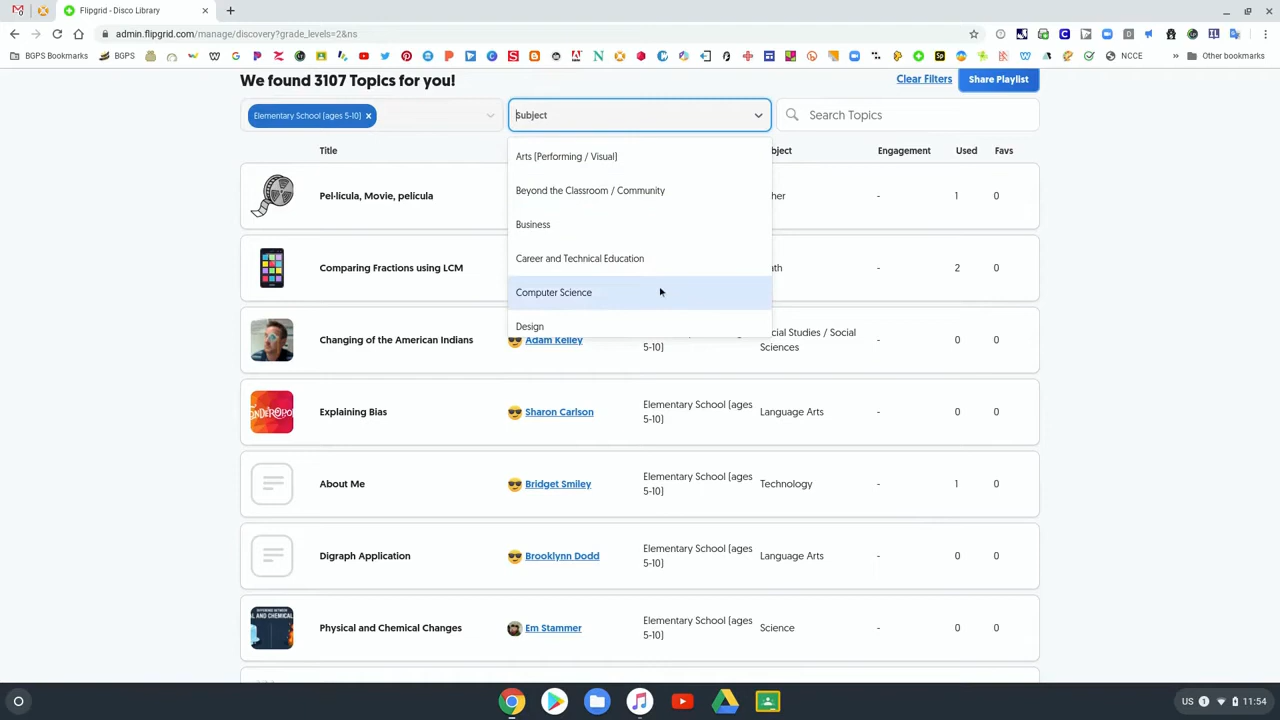 Flipgrid - Disco Library
admin.flipgrid.com/manage/discovery?grade_levels=2&ns
BGPS Bookmarks
BGPS
NCCE
Other bookmarks
We found 3107 Topics for you!
Clear Filters
Share Playlist
Elementary School (ages 5-10)
Subject
Search Topics
Title
bject
Engagement
Used
Favs
Arts (Performing / Visual)
Beyond the Classroom / Community
Business
Career and Technical Education
Computer Science
Design
Pel·lícula, Movie, película
her
-
1
0
Comparing Fractions using LCM
ath
-
2
0
Changing of the American Indians
Adam Kelley
5-10)
cial Studies / Social
Sciences
-
0
0
Explaining Bias
Sharon Carlson
Elementary School (ages
5-10)
Language Arts
-
0
0
About Me
Bridget Smiley
Elementary School (ages
5-10)
Technology
-
1
0
Digraph Application
Brooklynn Dodd
Elementary School (ages
5-10)
Language Arts
-
0
0
Physical and Chemical Changes
Em Stammer
Elementary School (ages
5-10)
Science
-
0
0
US
1
11:54